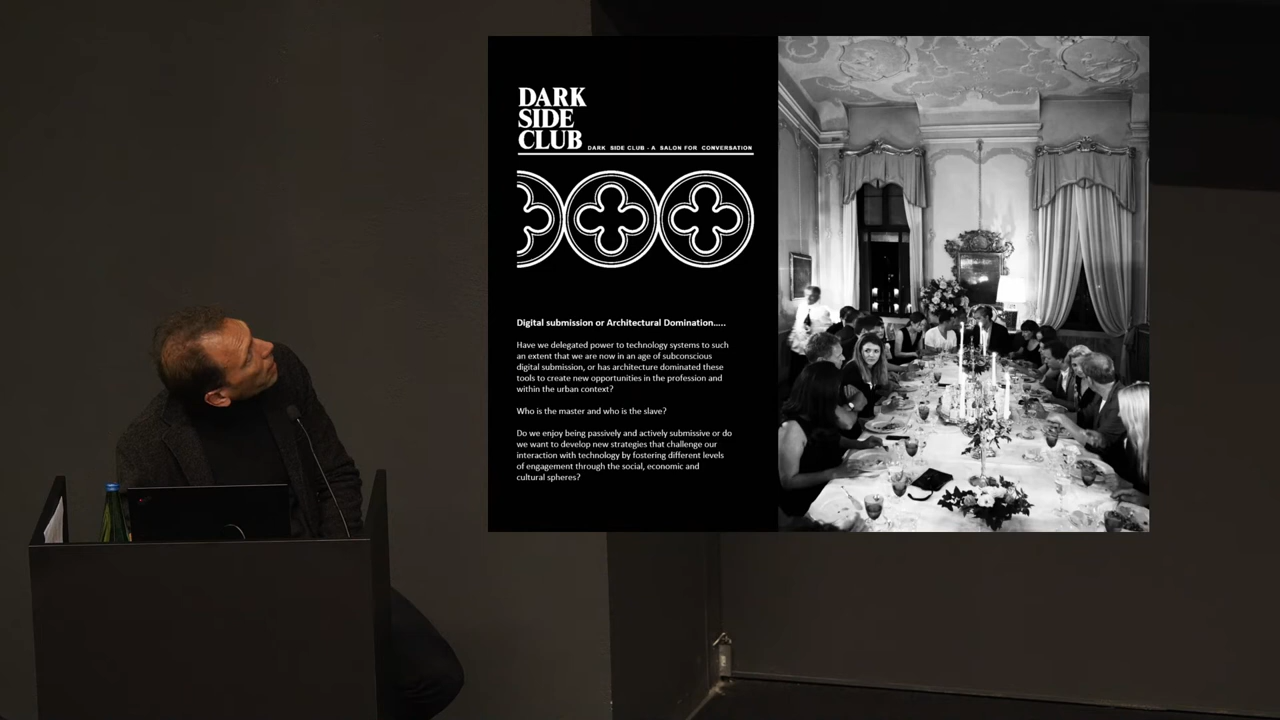 DARK
SIDE
CLUB
DARK SIDE CLUB - A SALON FOR CONVERSATION
Digital submission or Architectural Domination.....
Have we delegated power to technology systems to such
an extent that we are now in an age of subconscious
digital submission, or has architecture dominated these
tools to create new opportunities in the profession and
within the urban context?
Who is the master and who is the slave?
Do we enjoy being passively and actively submissive or do
we want to develop new strategies that challenge our
interaction with technology by fostering different levels
of engagement through the social, economic and
cultural spheres?